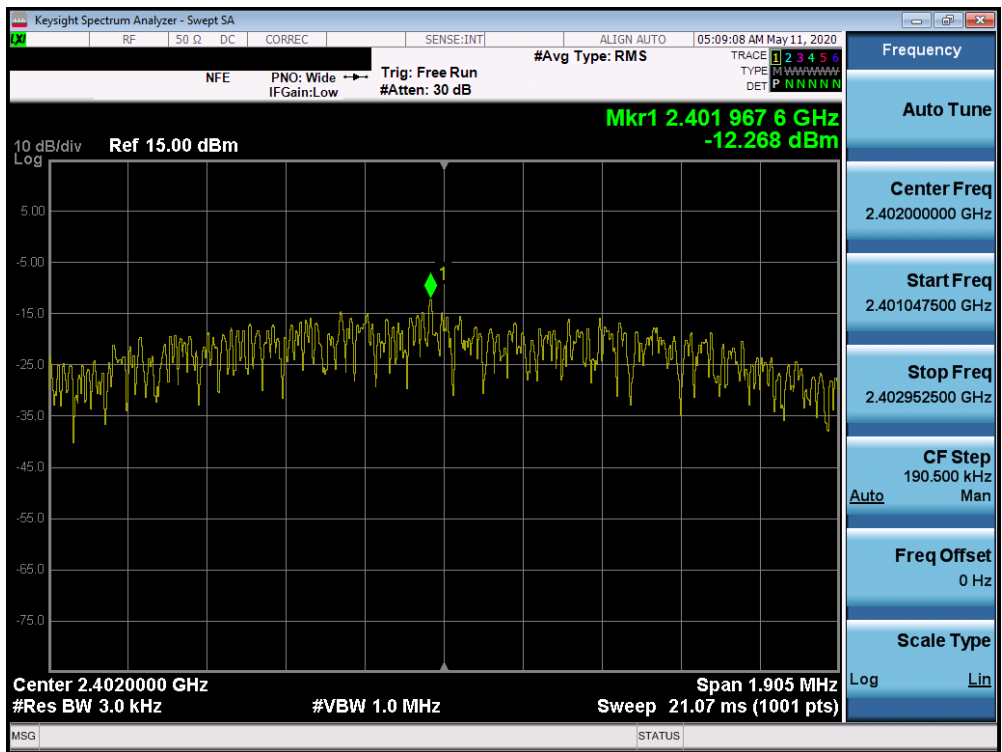 Keysight Spectrum Analyzer - Swept SA
LXI RF 50 Ω DC CORREC SENSE:INT ALIGN AUTO 05:09:08 AM May 11, 2020
#Avg Type: RMS TRACE 1 2 3 4 5 6
NFE PNO: Wide Trig: Free Run TYPE M WWWWW
IFGain:Low #Atten: 30 dB DET P N N N N N
Mkr1 2.401 967 6 GHz
-12.268 dBm
10 dB/div Ref 15.00 dBm
Log
5.00
-5.00
1
-15.0
-25.0
-35.0
-45.0
-55.0
-65.0
-75.0
Center 2.4020000 GHz Span 1.905 MHz
#Res BW 3.0 kHz #VBW 1.0 MHz Sweep 21.07 ms (1001 pts)
MSG STATUS
Frequency
Auto Tune
Center Freq
2.402000000 GHz
Start Freq
2.401047500 GHz
Stop Freq
2.402952500 GHz
CF Step
190.500 kHz
Auto Man
Freq Offset
0 Hz
Scale Type
Log Lin